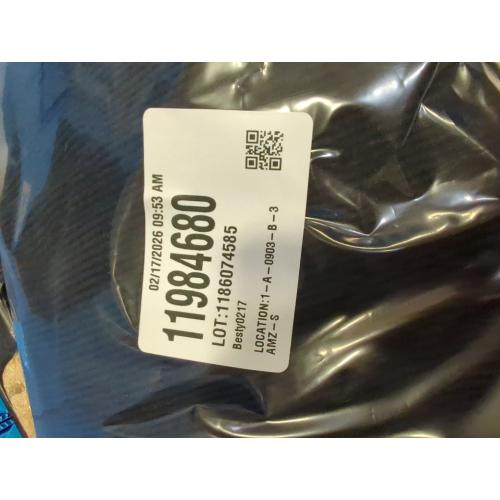 02/17/2026 09:53 AM
11984680
LOT:1186074585
Besty0217
LOCATION:1-A-0903-B-3
AMZ-S